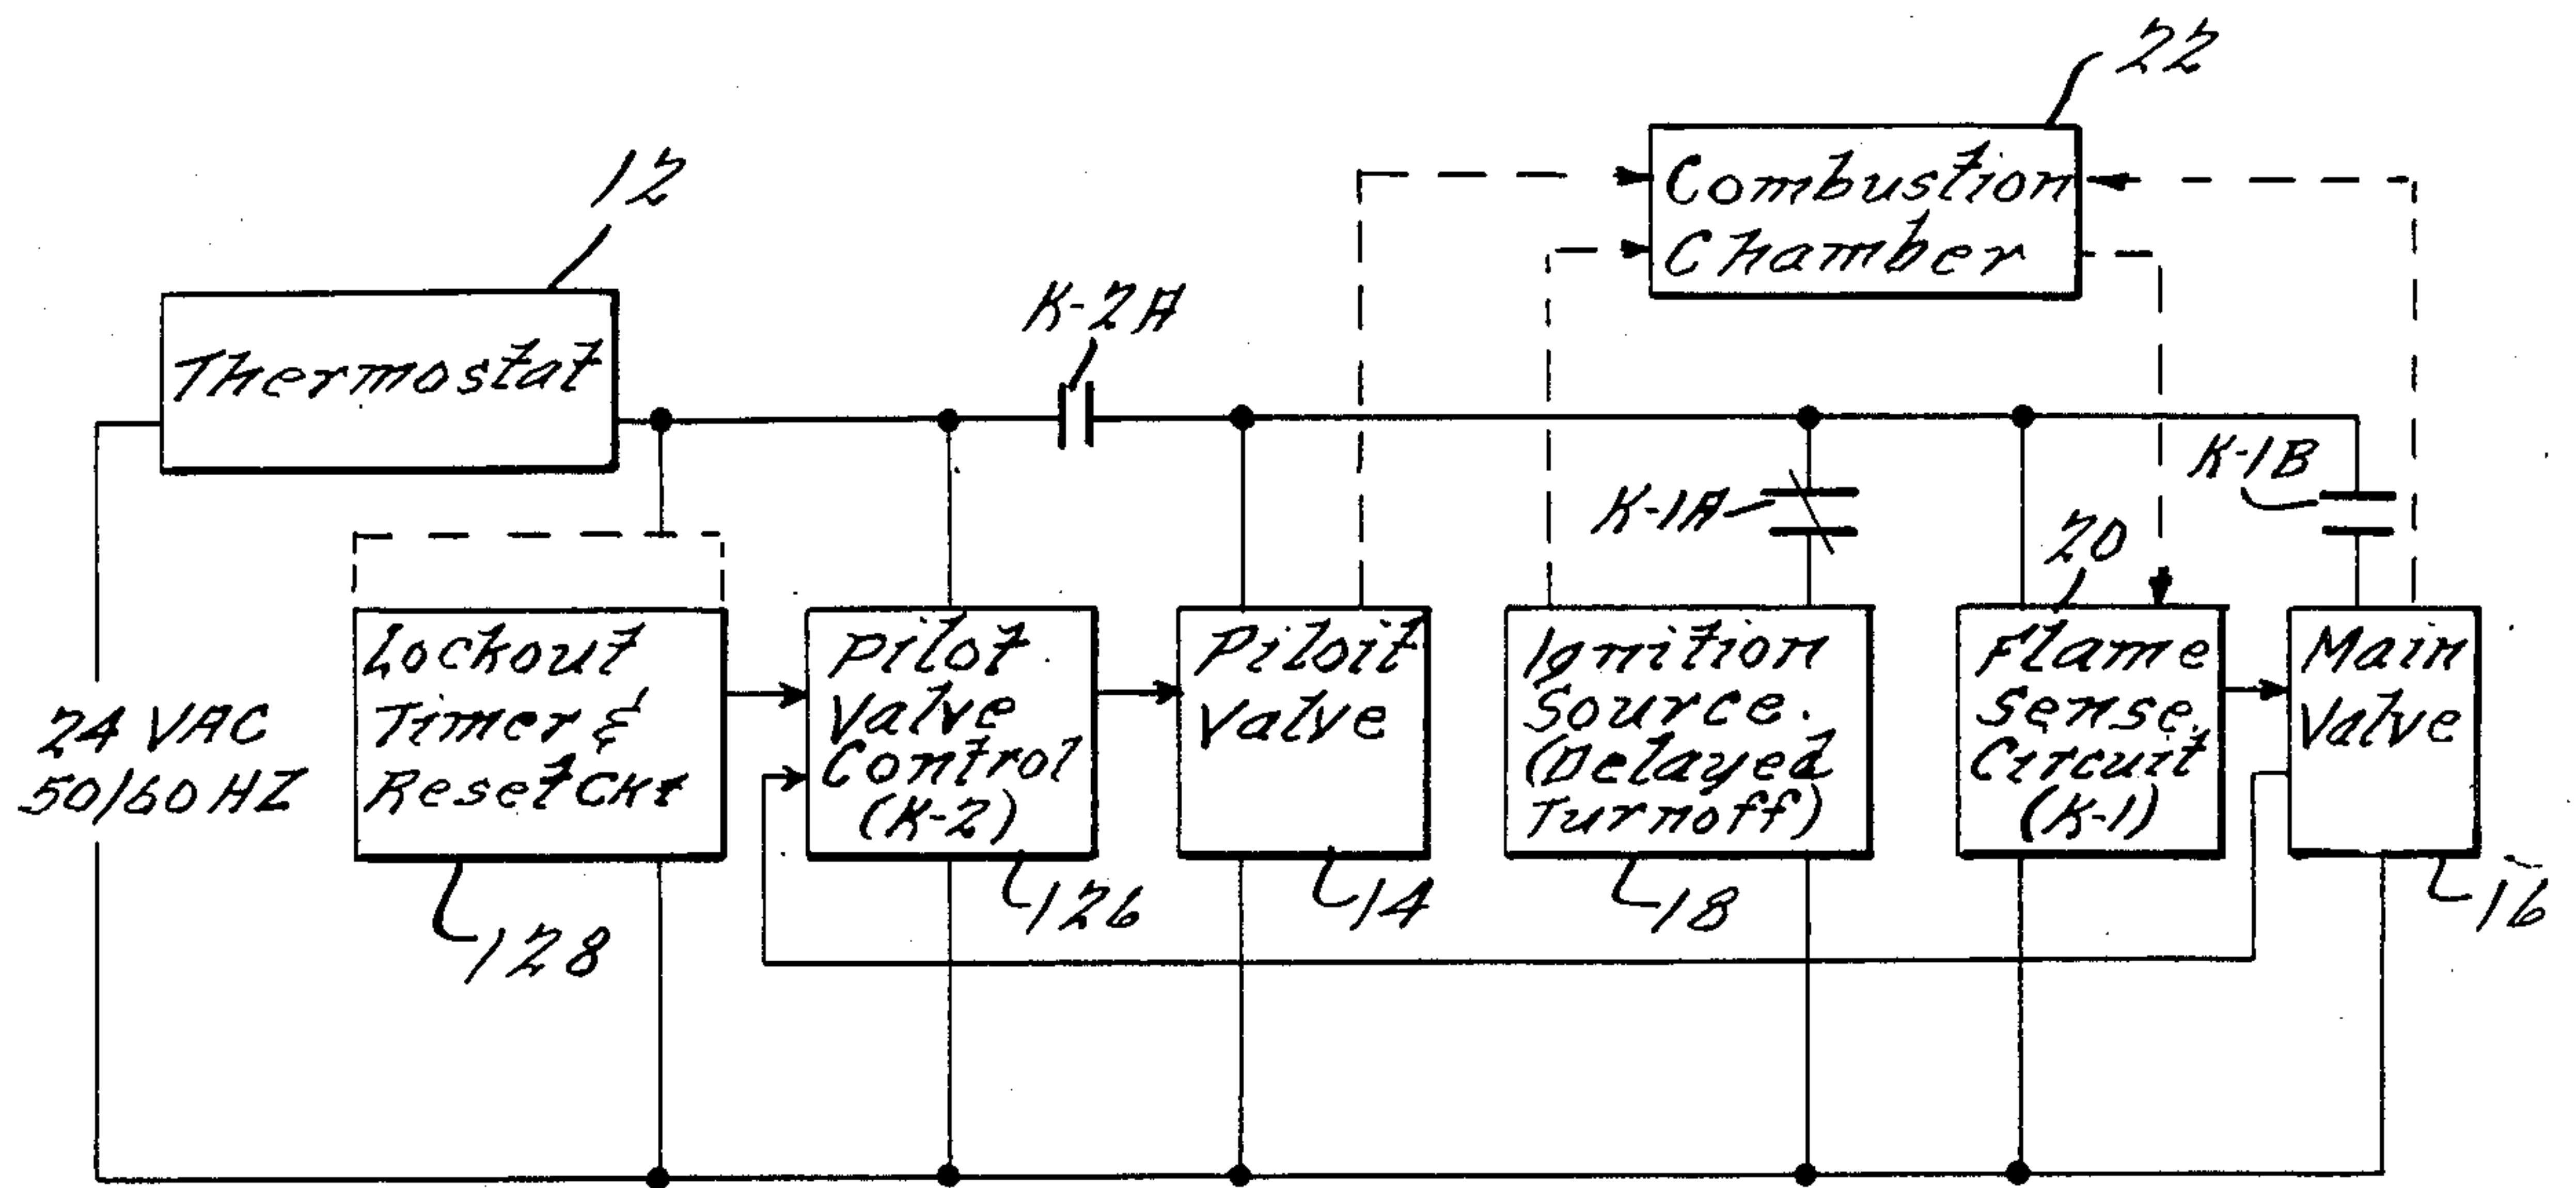 22
Combustion
Chamber
12
Thermostat
K-2A
K-1A
K-1B
20
24 VAC
50/60 HZ
Lockout
Timer &
Reset Ckt
128
Pilot
Valve
Control
(K-2)
126
Piloit
Valve
14
Ignition
Source.
(Delayed
Turnoff)
18
Flame
Sense
Circuit
(K-1)
Main
Valve
16